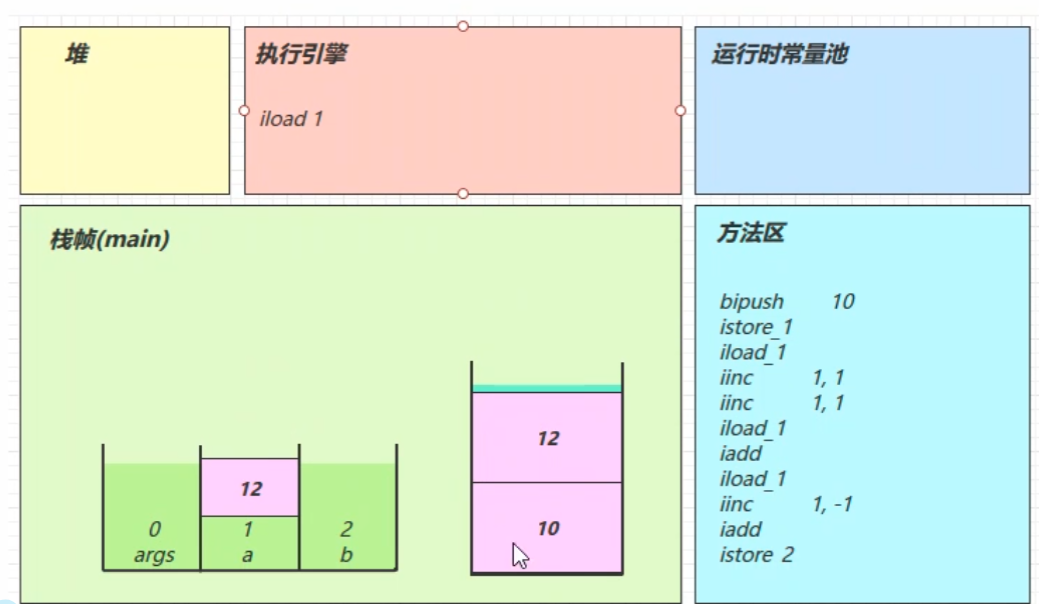 堆
执行引擎
iload 1
运行时常量池
栈帧(main)
12
0
args
1
a
2
b
12
10
方法区
bipush 10
istore_1
iload_1
iinc 1, 1
iinc 1, 1
iload_1
iadd
iload_1
iinc 1, -1
iadd
istore 2